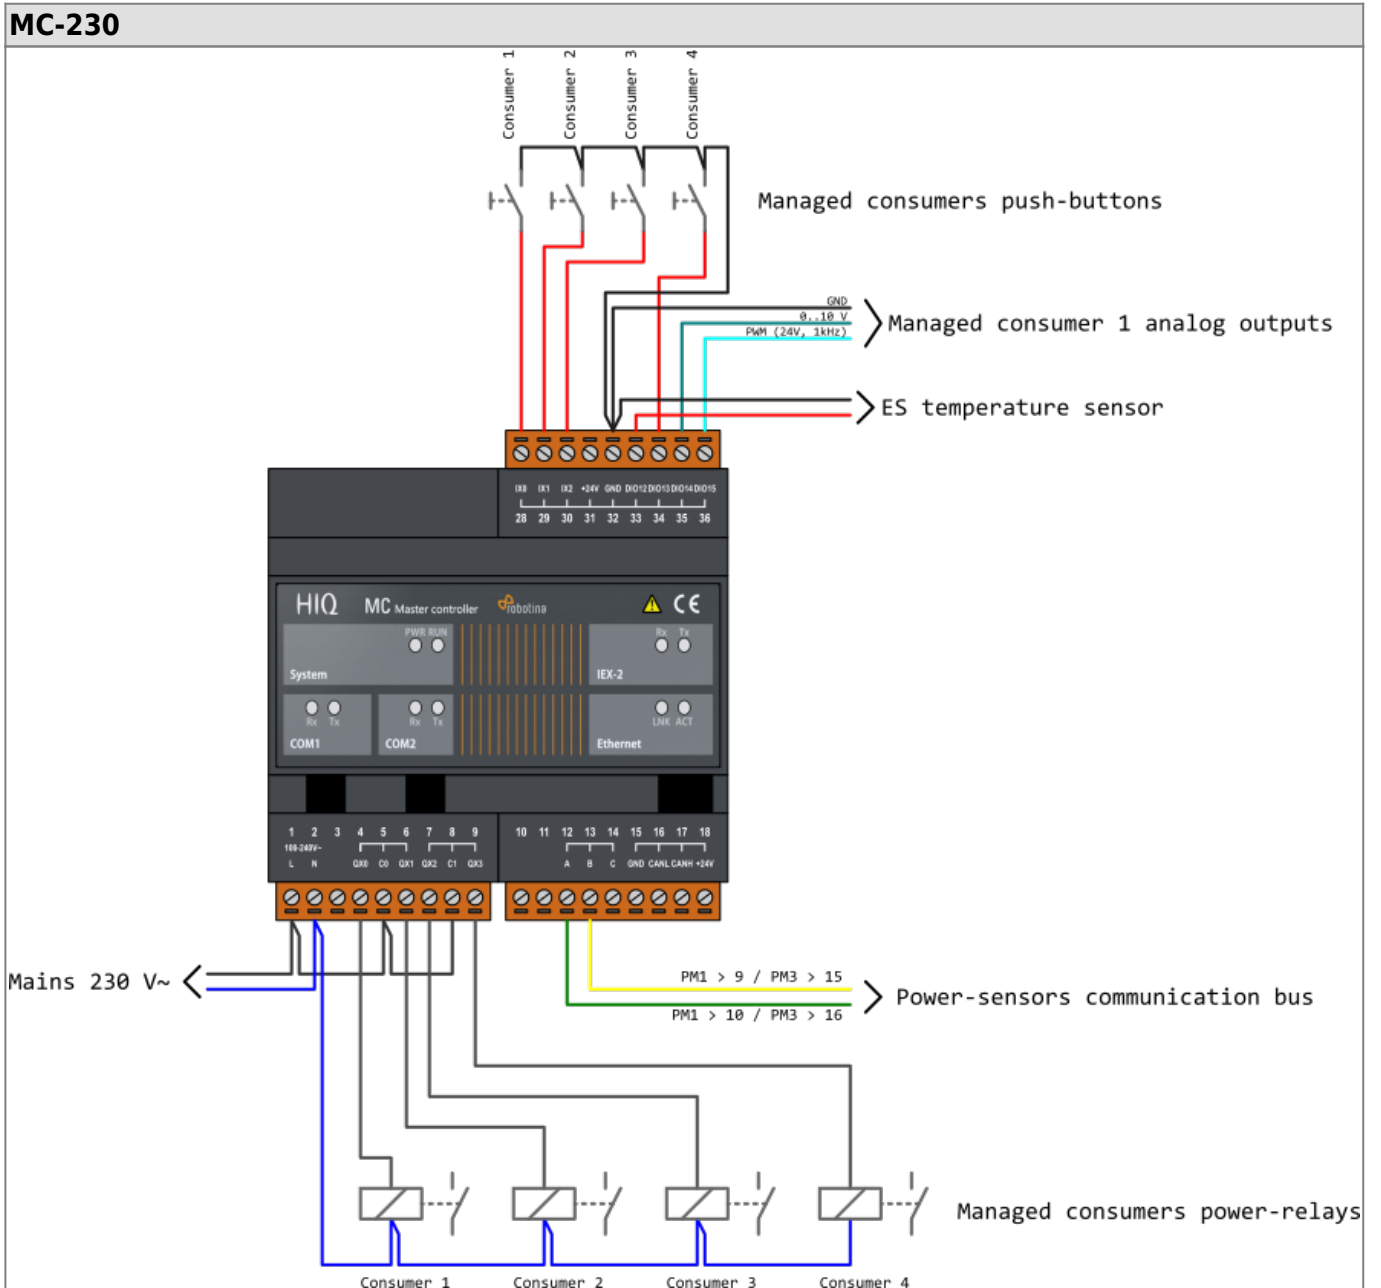 MC-230
Consumer 1
Consumer 2
Consumer 3
Consumer 4
Managed consumers push-buttons
GND
0..10 V
PWM (24V, 1kHz)
Managed consumer 1 analog outputs
ES temperature sensor
IX0 IX1 IX2 +24V GND DIO12 DIO13 DIO14 DIO15
28 29 30 31 32 33 34 35 36
HIQ MC Master controller robotina CE
PWR RUN
Rx Tx
System
IEX-2
Rx Tx
Rx Tx
LNK ACT
COM1
COM2
Ethernet
1 2 3 4 5 6 7 8 9 10 11 12 13 14 15 16 17 18
100-240V~
L N QX0 C0 QX1 QX2 C1 QX3 A B C GND CANL CANH +24V
Mains 230 V~
PM1 > 9 / PM3 > 15
Power-sensors communication bus
PM1 > 10 / PM3 > 16
Managed consumers power-relays
Consumer 1
Consumer 2
Consumer 3
Consumer 4